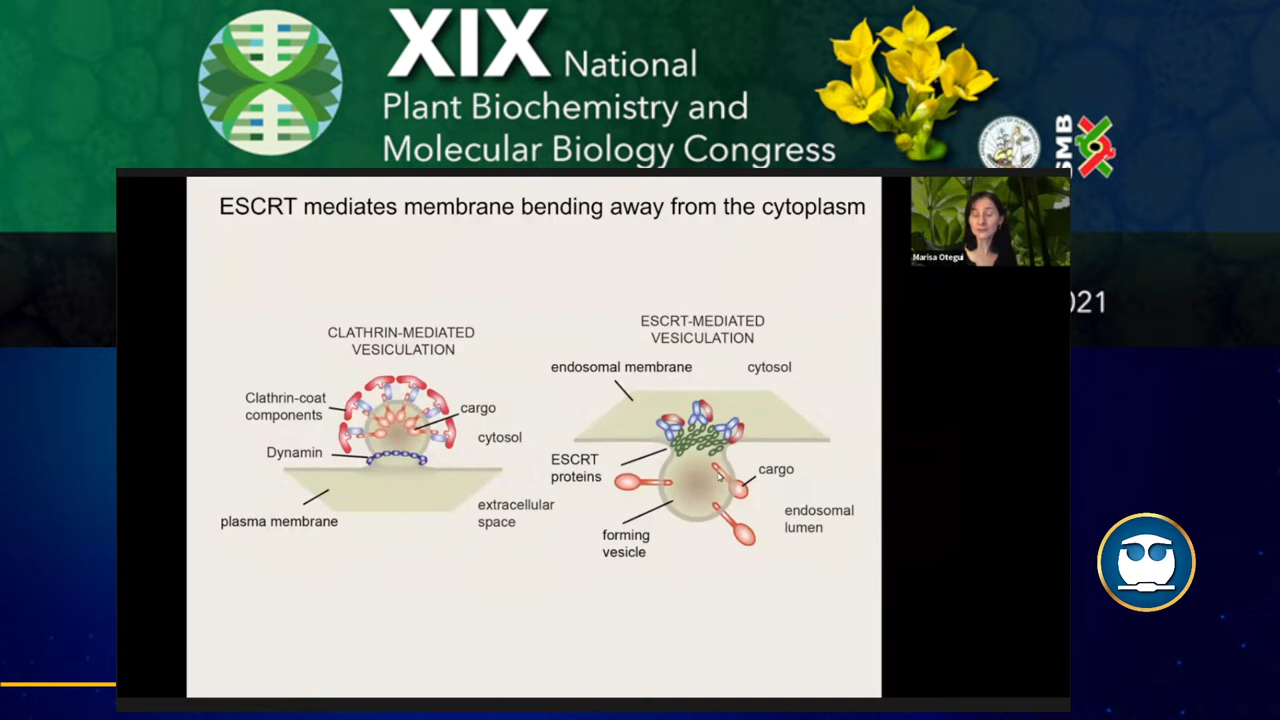 XIX National
Plant Biochemistry and
Molecular Biology Congress
SMB
021
ESCRT mediates membrane bending away from the cytoplasm
Marisa Otegui
CLATHRIN-MEDIATED
VESICULATION
Clathrin-coat
components
cargo
cytosol
Dynamin
extracellular
space
plasma membrane
ESCRT-MEDIATED
VESICULATION
endosomal membrane
cytosol
ESCRT
proteins
cargo
endosomal
lumen
forming
vesicle